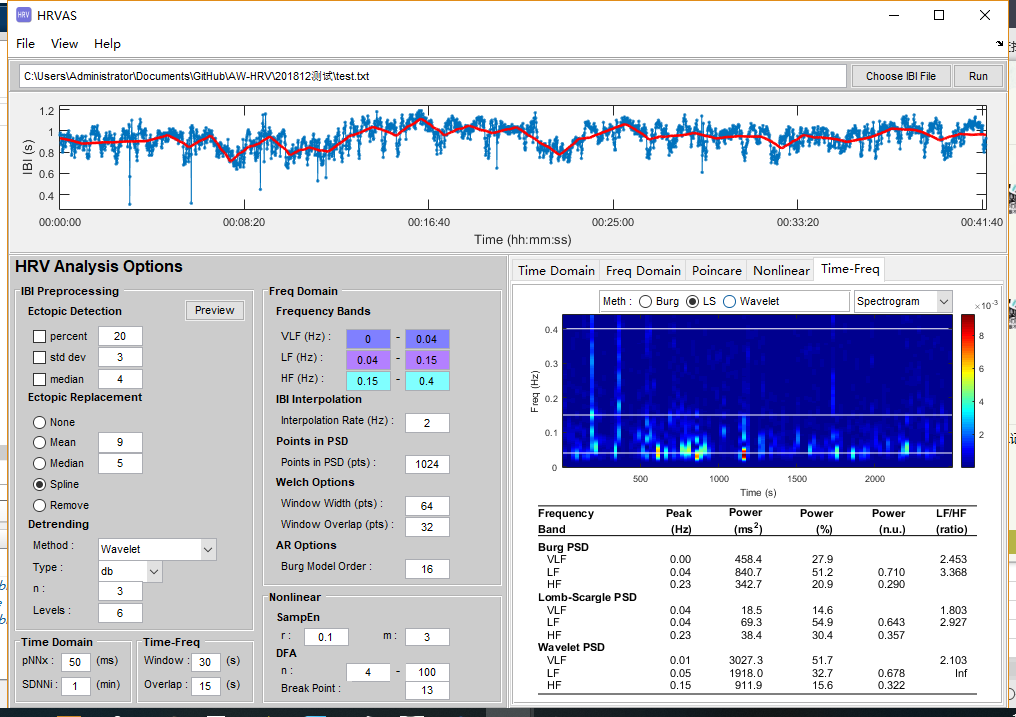 HRV HRVAS
File View Help
C:\Users\Administrator\Documents\GitHub\AW-HRV\201812测试\test.txt Choose IBI File Run
IBI (s)
1.2
1
0.8
0.6
0.4
00:00:00 00:08:20 00:16:40 00:25:00 00:33:20 00:41:40
Time (hh:mm:ss)
HRV Analysis Options
IBI Preprocessing
Ectopic Detection Preview
percent 20
std dev 3
median 4
Ectopic Replacement
None
Mean 9
Median 5
Spline
Remove
Detrending
Method : Wavelet
Type : db
n : 3
Levels : 6
Time Domain
pNNx : 50 (ms)
SDNNi : 1 (min)
Time-Freq
Window : 30 (s)
Overlap : 15 (s)
Freq Domain
Frequency Bands
VLF (Hz) : 0 - 0.04
LF (Hz) : 0.04 - 0.15
HF (Hz) : 0.15 - 0.4
IBI Interpolation
Interpolation Rate (Hz) : 2
Points in PSD
Points in PSD (pts) : 1024
Welch Options
Window Width (pts) : 64
Window Overlap (pts) : 32
AR Options
Burg Model Order : 16
Nonlinear
SampEn
r : 0.1 m : 3
DFA
n : 4 - 100
Break Point : 13
Time Domain Freq Domain Poincare Nonlinear Time-Freq
Meth : Burg LS Wavelet Spectrogram
×10⁻³
Freq (Hz)
0.4
0.3
0.2
0.1
0
8
6
4
2
500 1000 1500 2000
Time (s)
Frequency Peak Power Power Power LF/HF
Band (Hz) (ms²) (%) (n.u.) (ratio)
Burg PSD
VLF 0.00 458.4 27.9 2.453
LF 0.04 840.7 51.2 0.710 3.368
HF 0.23 342.7 20.9 0.290
Lomb-Scargle PSD
VLF 0.04 18.5 14.6 1.803
LF 0.04 69.3 54.9 0.643 2.927
HF 0.23 38.4 30.4 0.357
Wavelet PSD
VLF 0.01 3027.3 51.7 2.103
LF 0.05 1918.0 32.7 0.678 Inf
HF 0.15 911.9 15.6 0.322